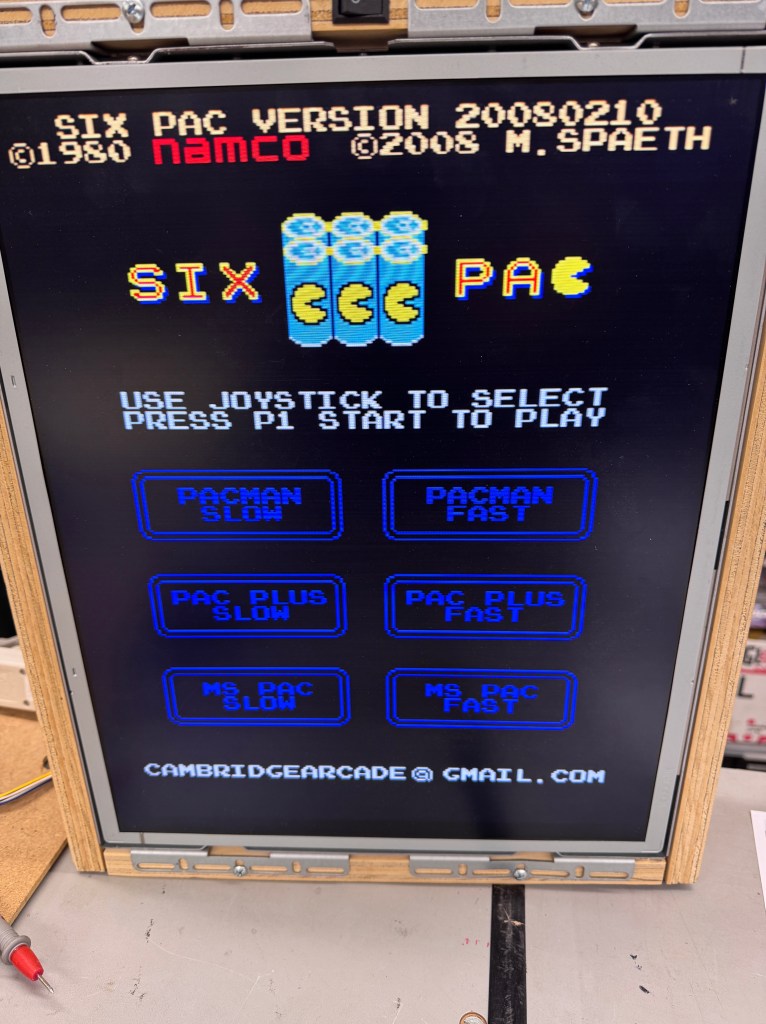 SIX PAC VERSION 20080210
©1980 namco ©2008 M.SPAETH
SIX PAC
USE JOYSTICK TO SELECT
PRESS P1 START TO PLAY
PACMAN
SLOW
PACMAN
FAST
PAC PLUS
SLOW
PAC PLUS
FAST
MS PAC
SLOW
MS PAC
FAST
CAMBRIDGEARCADE@ GMAIL.COM